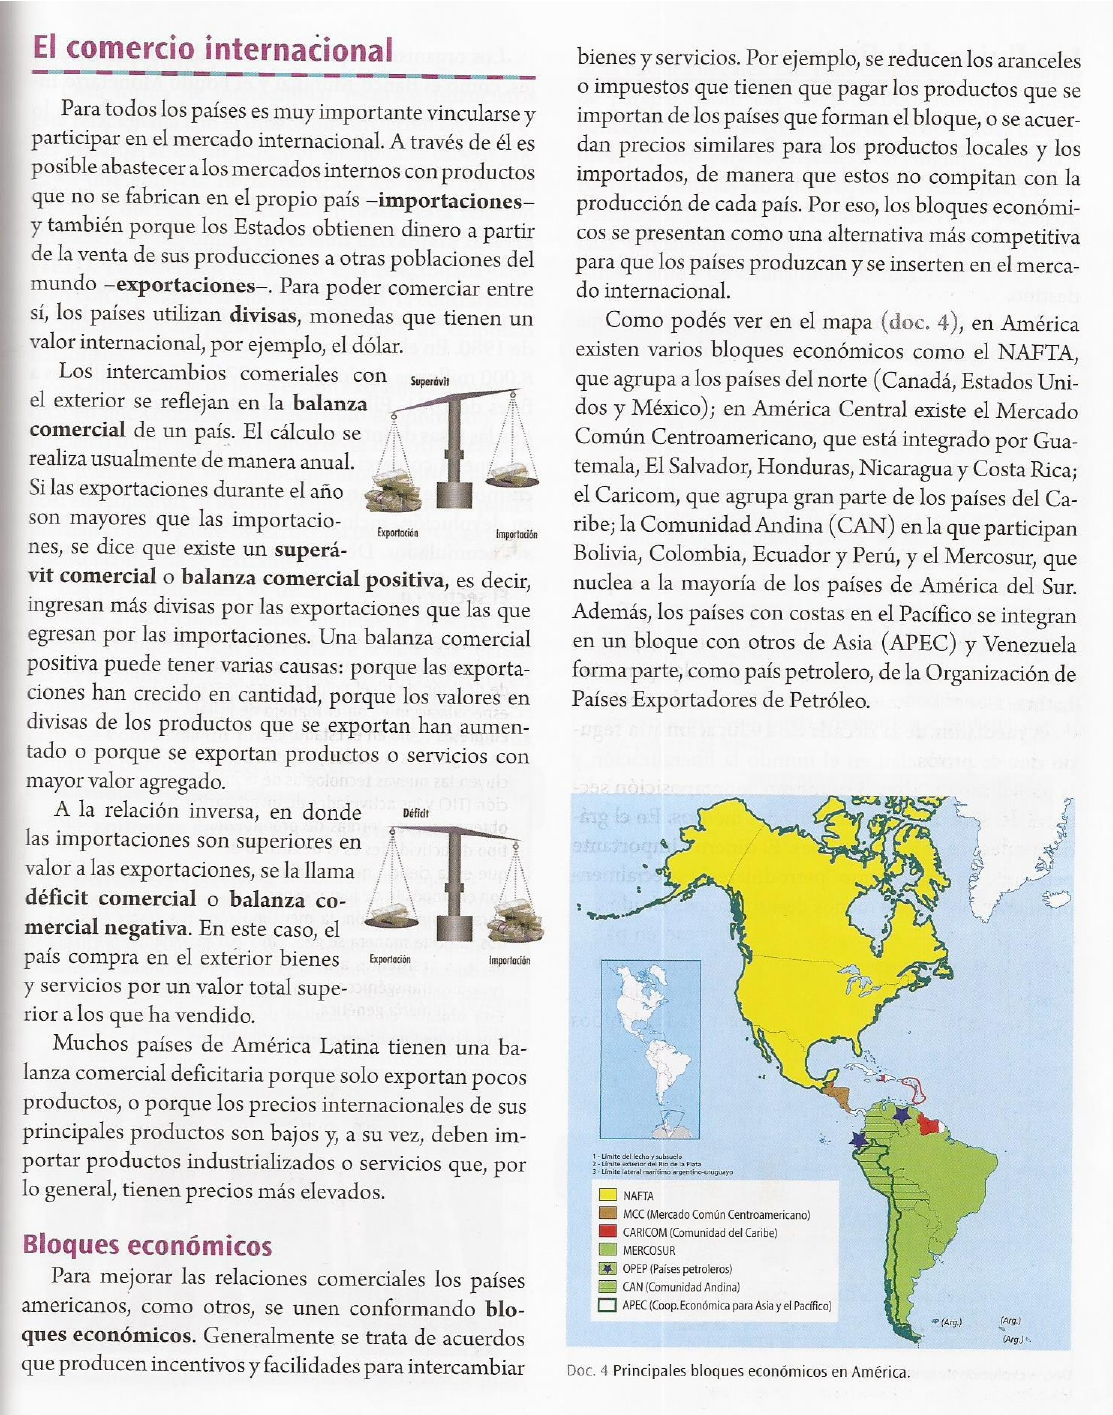 El comercio internacional
Para todos los países es muy importante vincularse y
participar en el mercado internacional. A través de él es
posible abastecer a los mercados internos con productos
que no se fabrican en el propio país –importaciones–
y también porque los Estados obtienen dinero a partir
de la venta de sus producciones a otras poblaciones del
mundo –exportaciones–. Para poder comerciar entre
sí, los países utilizan divisas, monedas que tienen un
valor internacional, por ejemplo, el dólar.
Los intercambios comeriales con
el exterior se reflejan en la balanza
comercial de un país. El cálculo se
realiza usualmente de manera anual.
Si las exportaciones durante el año
son mayores que las importacio-
nes, se dice que existe un superá-
vit comercial o balanza comercial positiva, es decir,
ingresan más divisas por las exportaciones que las que
egresan por las importaciones. Una balanza comercial
positiva puede tener varias causas: porque las exporta-
ciones han crecido en cantidad, porque los valores en
divisas de los productos que se exportan han aumen-
tado o porque se exportan productos o servicios con
mayor valor agregado.
Superávit
Exportación
Importación
A la relación inversa, en donde
las importaciones son superiores en
valor a las exportaciones, se la llama
déficit comercial o balanza co-
mercial negativa. En este caso, el
país compra en el exterior bienes
y servicios por un valor total supe-
rior a los que ha vendido.
Déficit
Exportación
Importación
Muchos países de América Latina tienen una ba-
lanza comercial deficitaria porque solo exportan pocos
productos, o porque los precios internacionales de sus
principales productos son bajos y, a su vez, deben im-
portar productos industrializados o servicios que, por
lo general, tienen precios más elevados.
Bloques económicos
Para mejorar las relaciones comerciales los países
americanos, como otros, se unen conformando blo-
ques económicos. Generalmente se trata de acuerdos
que producen incentivos y facilidades para intercambiar
bienes y servicios. Por ejemplo, se reducen los aranceles
o impuestos que tienen que pagar los productos que se
importan de los países que forman el bloque, o se acuer-
dan precios similares para los productos locales y los
importados, de manera que estos no compitan con la
producción de cada país. Por eso, los bloques económi-
cos se presentan como una alternativa más competitiva
para que los países produzcan y se inserten en el merca-
do internacional.
Como podés ver en el mapa (doc. 4), en América
existen varios bloques económicos como el NAFTA,
que agrupa a los países del norte (Canadá, Estados Uni-
dos y México); en América Central existe el Mercado
Común Centroamericano, que está integrado por Gua-
temala, El Salvador, Honduras, Nicaragua y Costa Rica;
el Caricom, que agrupa gran parte de los países del Ca-
ribe; la Comunidad Andina (CAN) en la que participan
Bolivia, Colombia, Ecuador y Perú, y el Mercosur, que
nuclea a la mayoría de los países de América del Sur.
Además, los países con costas en el Pacífico se integran
en un bloque con otros de Asia (APEC) y Venezuela
forma parte, como país petrolero, de la Organización de
Países Exportadores de Petróleo.
1 - Límite del lecho y subsuelo
2 - Límite exterior del Río de la Plata
3 - Límite lateral marítimo argentino-uruguayo
NAFTA
MCC (Mercado Común Centroamericano)
CARICOM (Comunidad del Caribe)
MERCOSUR
OPEP (Países petroleros)
CAN (Comunidad Andina)
APEC (Coop. Económica para Asia y el Pacífico)
(Arg.)
(Arg.)
(Arg.)
Doc. 4 Principales bloques económicos en América.